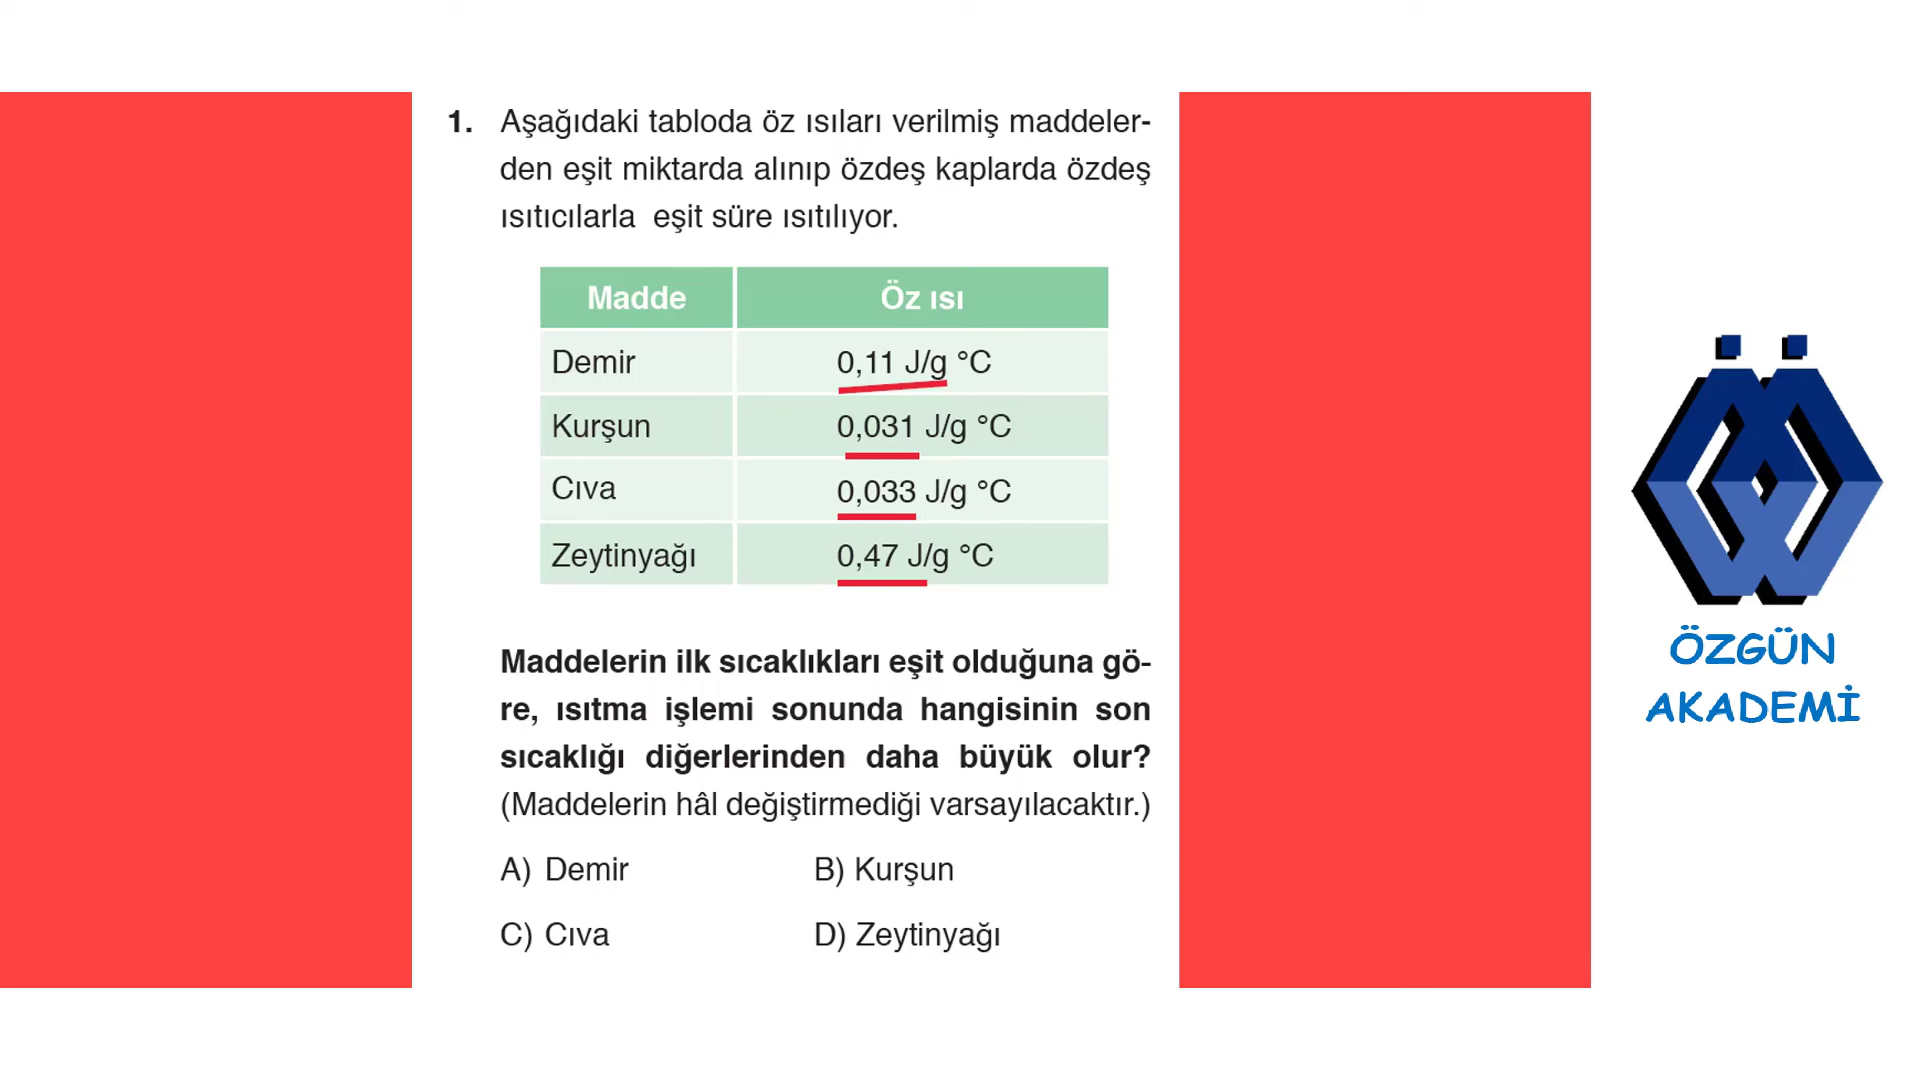 1. Aşağıdaki tabloda öz ısıları verilmiş maddeler-
den eşit miktarda alınıp özdeş kaplarda özdeş
ısıtıcılarla eşit süre ısıtılıyor.
Madde Öz ısı
Demir 0,11 J/g °C
Kurşun 0,031 J/g °C
Cıva 0,033 J/g °C
Zeytinyağı 0,47 J/g °C
Maddelerin ilk sıcaklıkları eşit olduğuna gö-
re, ısıtma işlemi sonunda hangisinin son
sıcaklığı diğerlerinden daha büyük olur?
(Maddelerin hâl değiştirmediği varsayılacaktır.)
A) Demir B) Kurşun
C) Cıva D) Zeytinyağı
ÖZGÜN
AKADEMİ